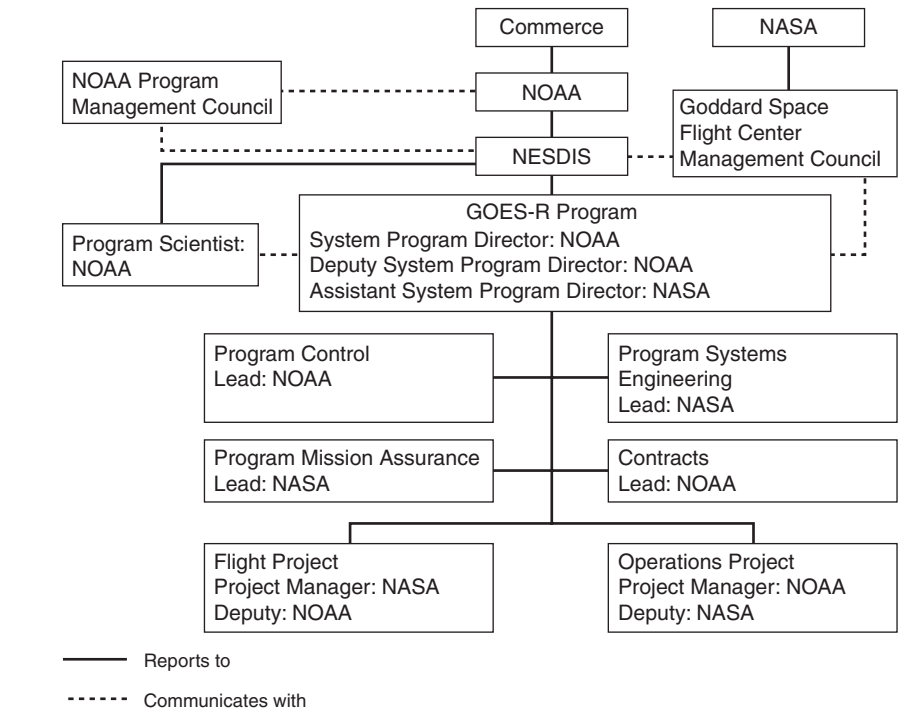 Commerce
NASA
NOAA Program
Management Council
NOAA
Goddard Space
Flight Center
Management Council
NESDIS
Program Scientist:
NOAA
GOES-R Program
System Program Director: NOAA
Deputy System Program Director: NOAA
Assistant System Program Director: NASA
Program Control
Lead: NOAA
Program Systems
Engineering
Lead: NASA
Program Mission Assurance
Lead: NASA
Contracts
Lead: NOAA
Flight Project
Project Manager: NASA
Deputy: NOAA
Operations Project
Project Manager: NOAA
Deputy: NASA
Reports to
Communicates with